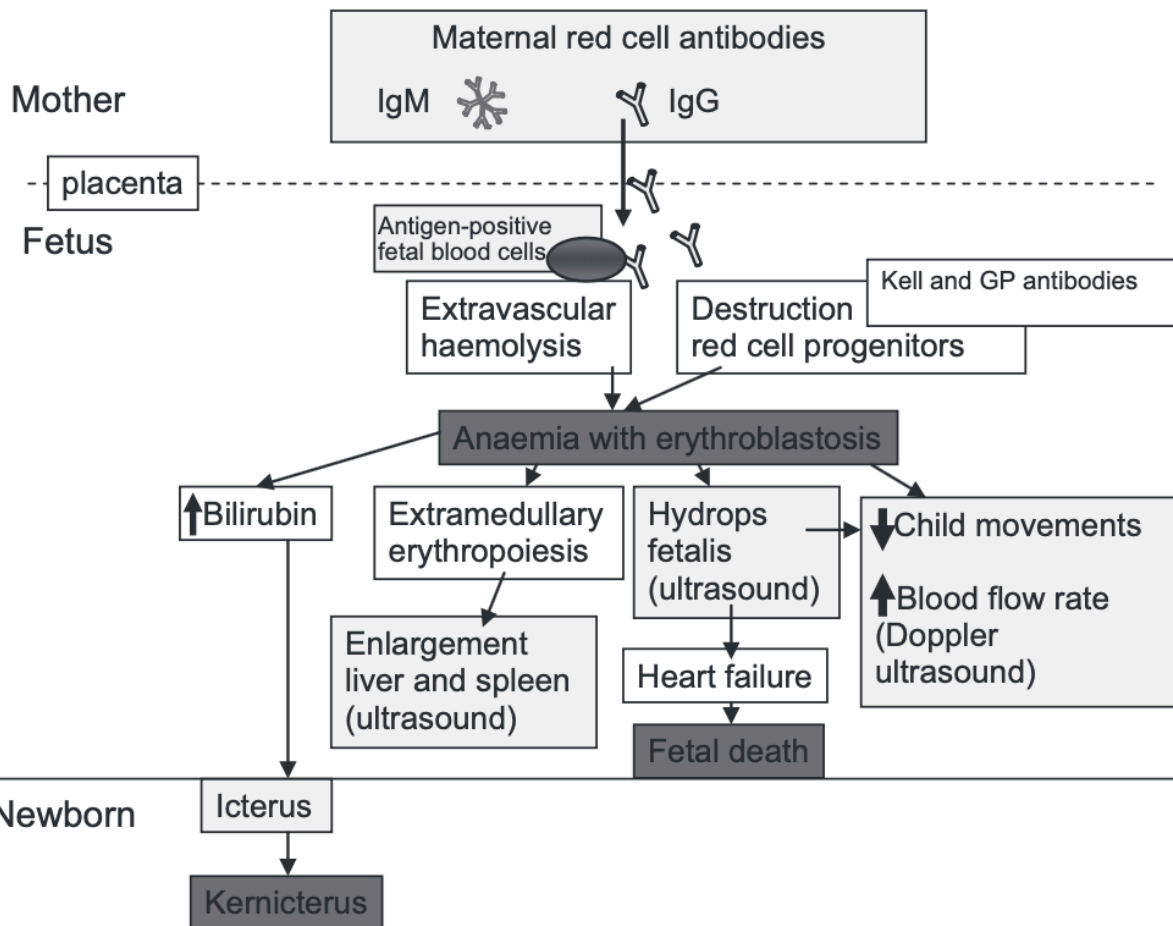 Maternal red cell antibodies
Mother
IgM
IgG
placenta
Fetus
Antigen-positive
fetal blood cells
Kell and GP antibodies
Extravascular
haemolysis
Destruction
red cell progenitors
Anaemia with erythroblastosis
Bilirubin
Extramedullary
erythropoiesis
Hydrops
fetalis
(ultrasound)
Child movements
Blood flow rate
(Doppler
ultrasound)
Enlargement
liver and spleen
(ultrasound)
Heart failure
Fetal death
Newborn
Icterus
Kernicterus